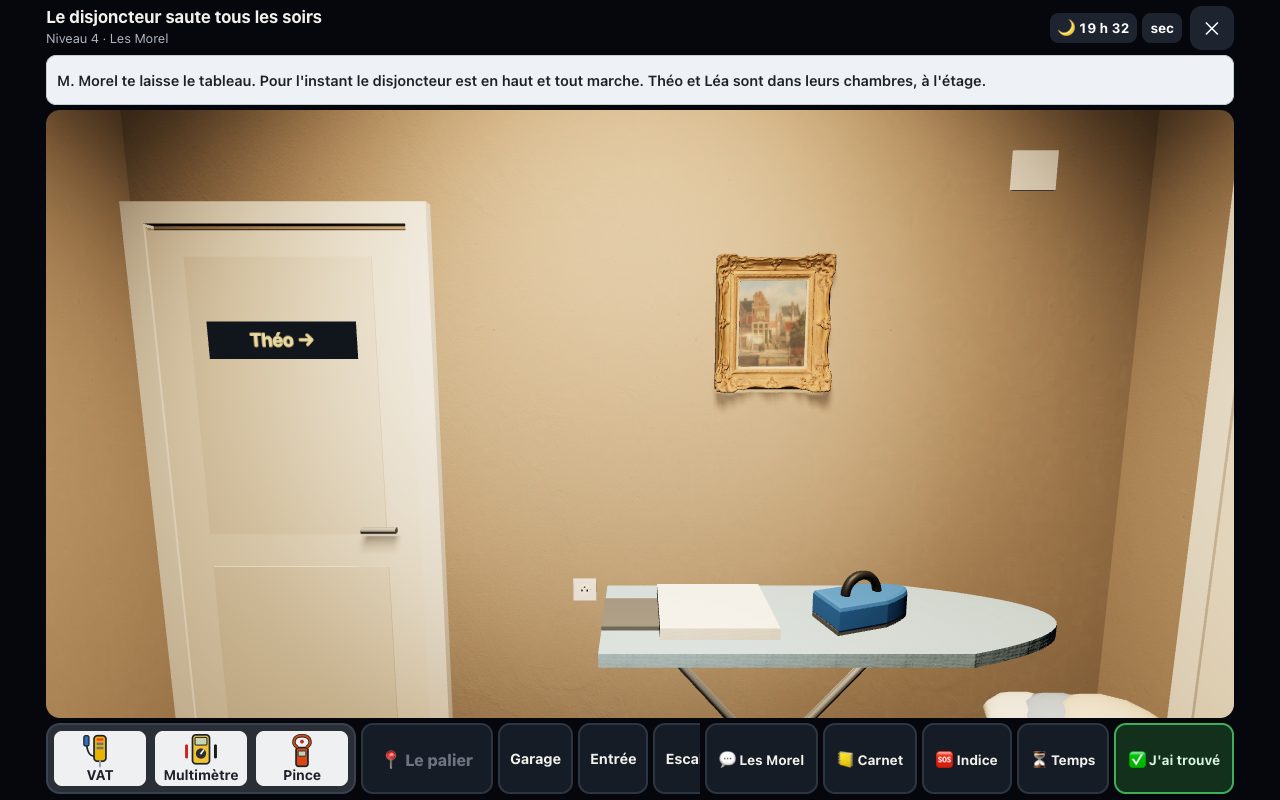 Le disjoncteur saute tous les soirs
Niveau 4 · Les Morel
🌙 19 h 32
sec
M. Morel te laisse le tableau. Pour l'instant le disjoncteur est en haut et tout marche. Théo et Léa sont dans leurs chambres, à l'étage.
Théo →
VAT
Multimètre
Pince
📍 Le palier
Garage
Entrée
Esca
💬 Les Morel
📒 Carnet
🆘 Indice
⏳ Temps
✅ J'ai trouvé